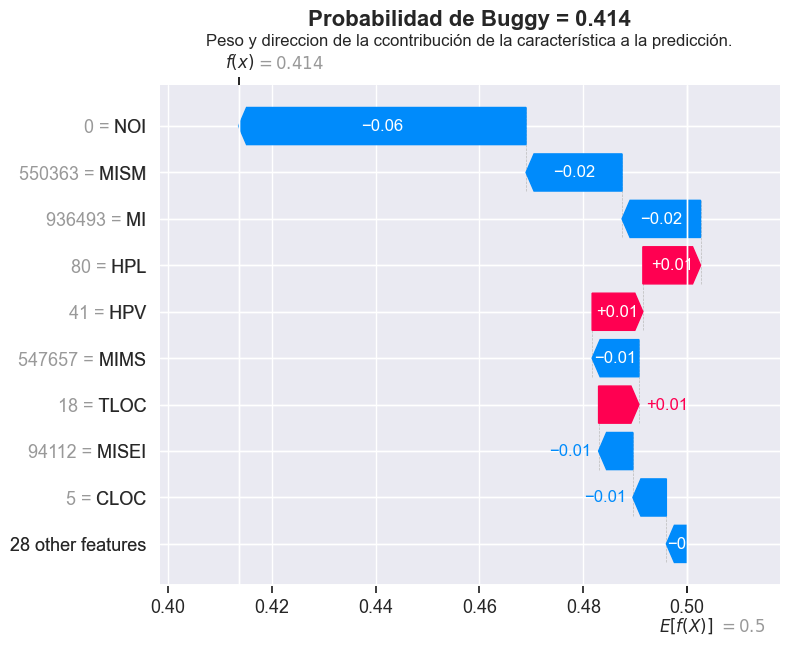 Probabilidad de Buggy = 0.414
Peso y direccion de la ccontribución de la característica a la predicción.
f(x) = 0.414
0 = NOI
−0.06
550363 = MISM
−0.02
936493 = MI
−0.02
80 = HPL
+0.01
41 = HPV
+0.01
547657 = MIMS
−0.01
18 = TLOC
+0.01
94112 = MISEI
−0.01
5 = CLOC
−0.01
28 other features
−0
0.40 0.42 0.44 0.46 0.48 0.50
E[f(X)] = 0.5